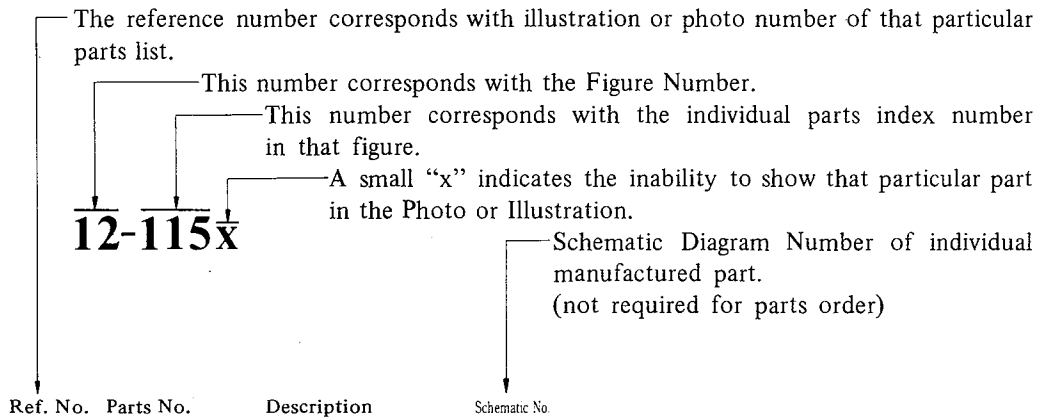 The reference number corresponds with illustration or photo number of that particular
parts list.
This number corresponds with the Figure Number.
This number corresponds with the individual parts index number
in that figure.
A small “x” indicates the inability to show that particular part
in the Photo or Illustration.
12-115x
Schematic Diagram Number of individual
manufactured part.
(not required for parts order)
Ref. No. Parts No. Description Schematic No.